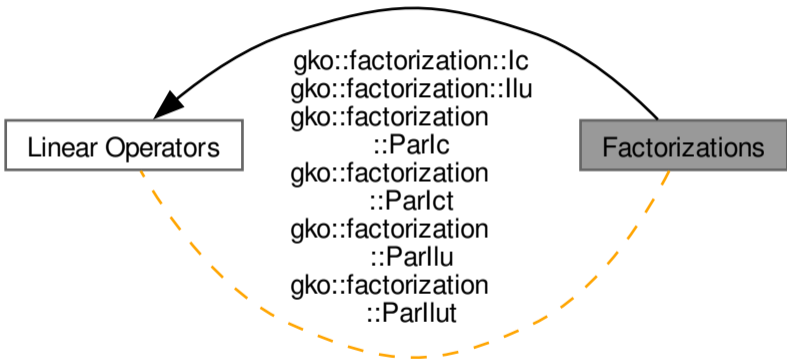 gko::factorization::Ic
gko::factorization::Ilu
gko::factorization
::ParIc
gko::factorization
::ParIct
gko::factorization
::ParIlu
gko::factorization
::ParIlut
Linear Operators
Factorizations